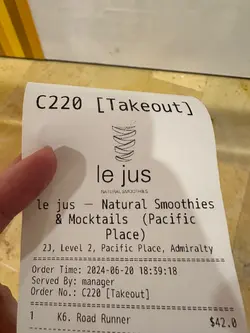 C220 [Takeout]
le jus
NATURAL SMOOTHIES
le jus — Natural Smoothies
& Mocktails (Pacific
Place)
2J, Level 2, Pacific Place, Admiralty
Order Time: 2024-06-20 18:39:18
Served By: manager
Order No.: C220 [Takeout]
1 K6. Road Runner $42.0